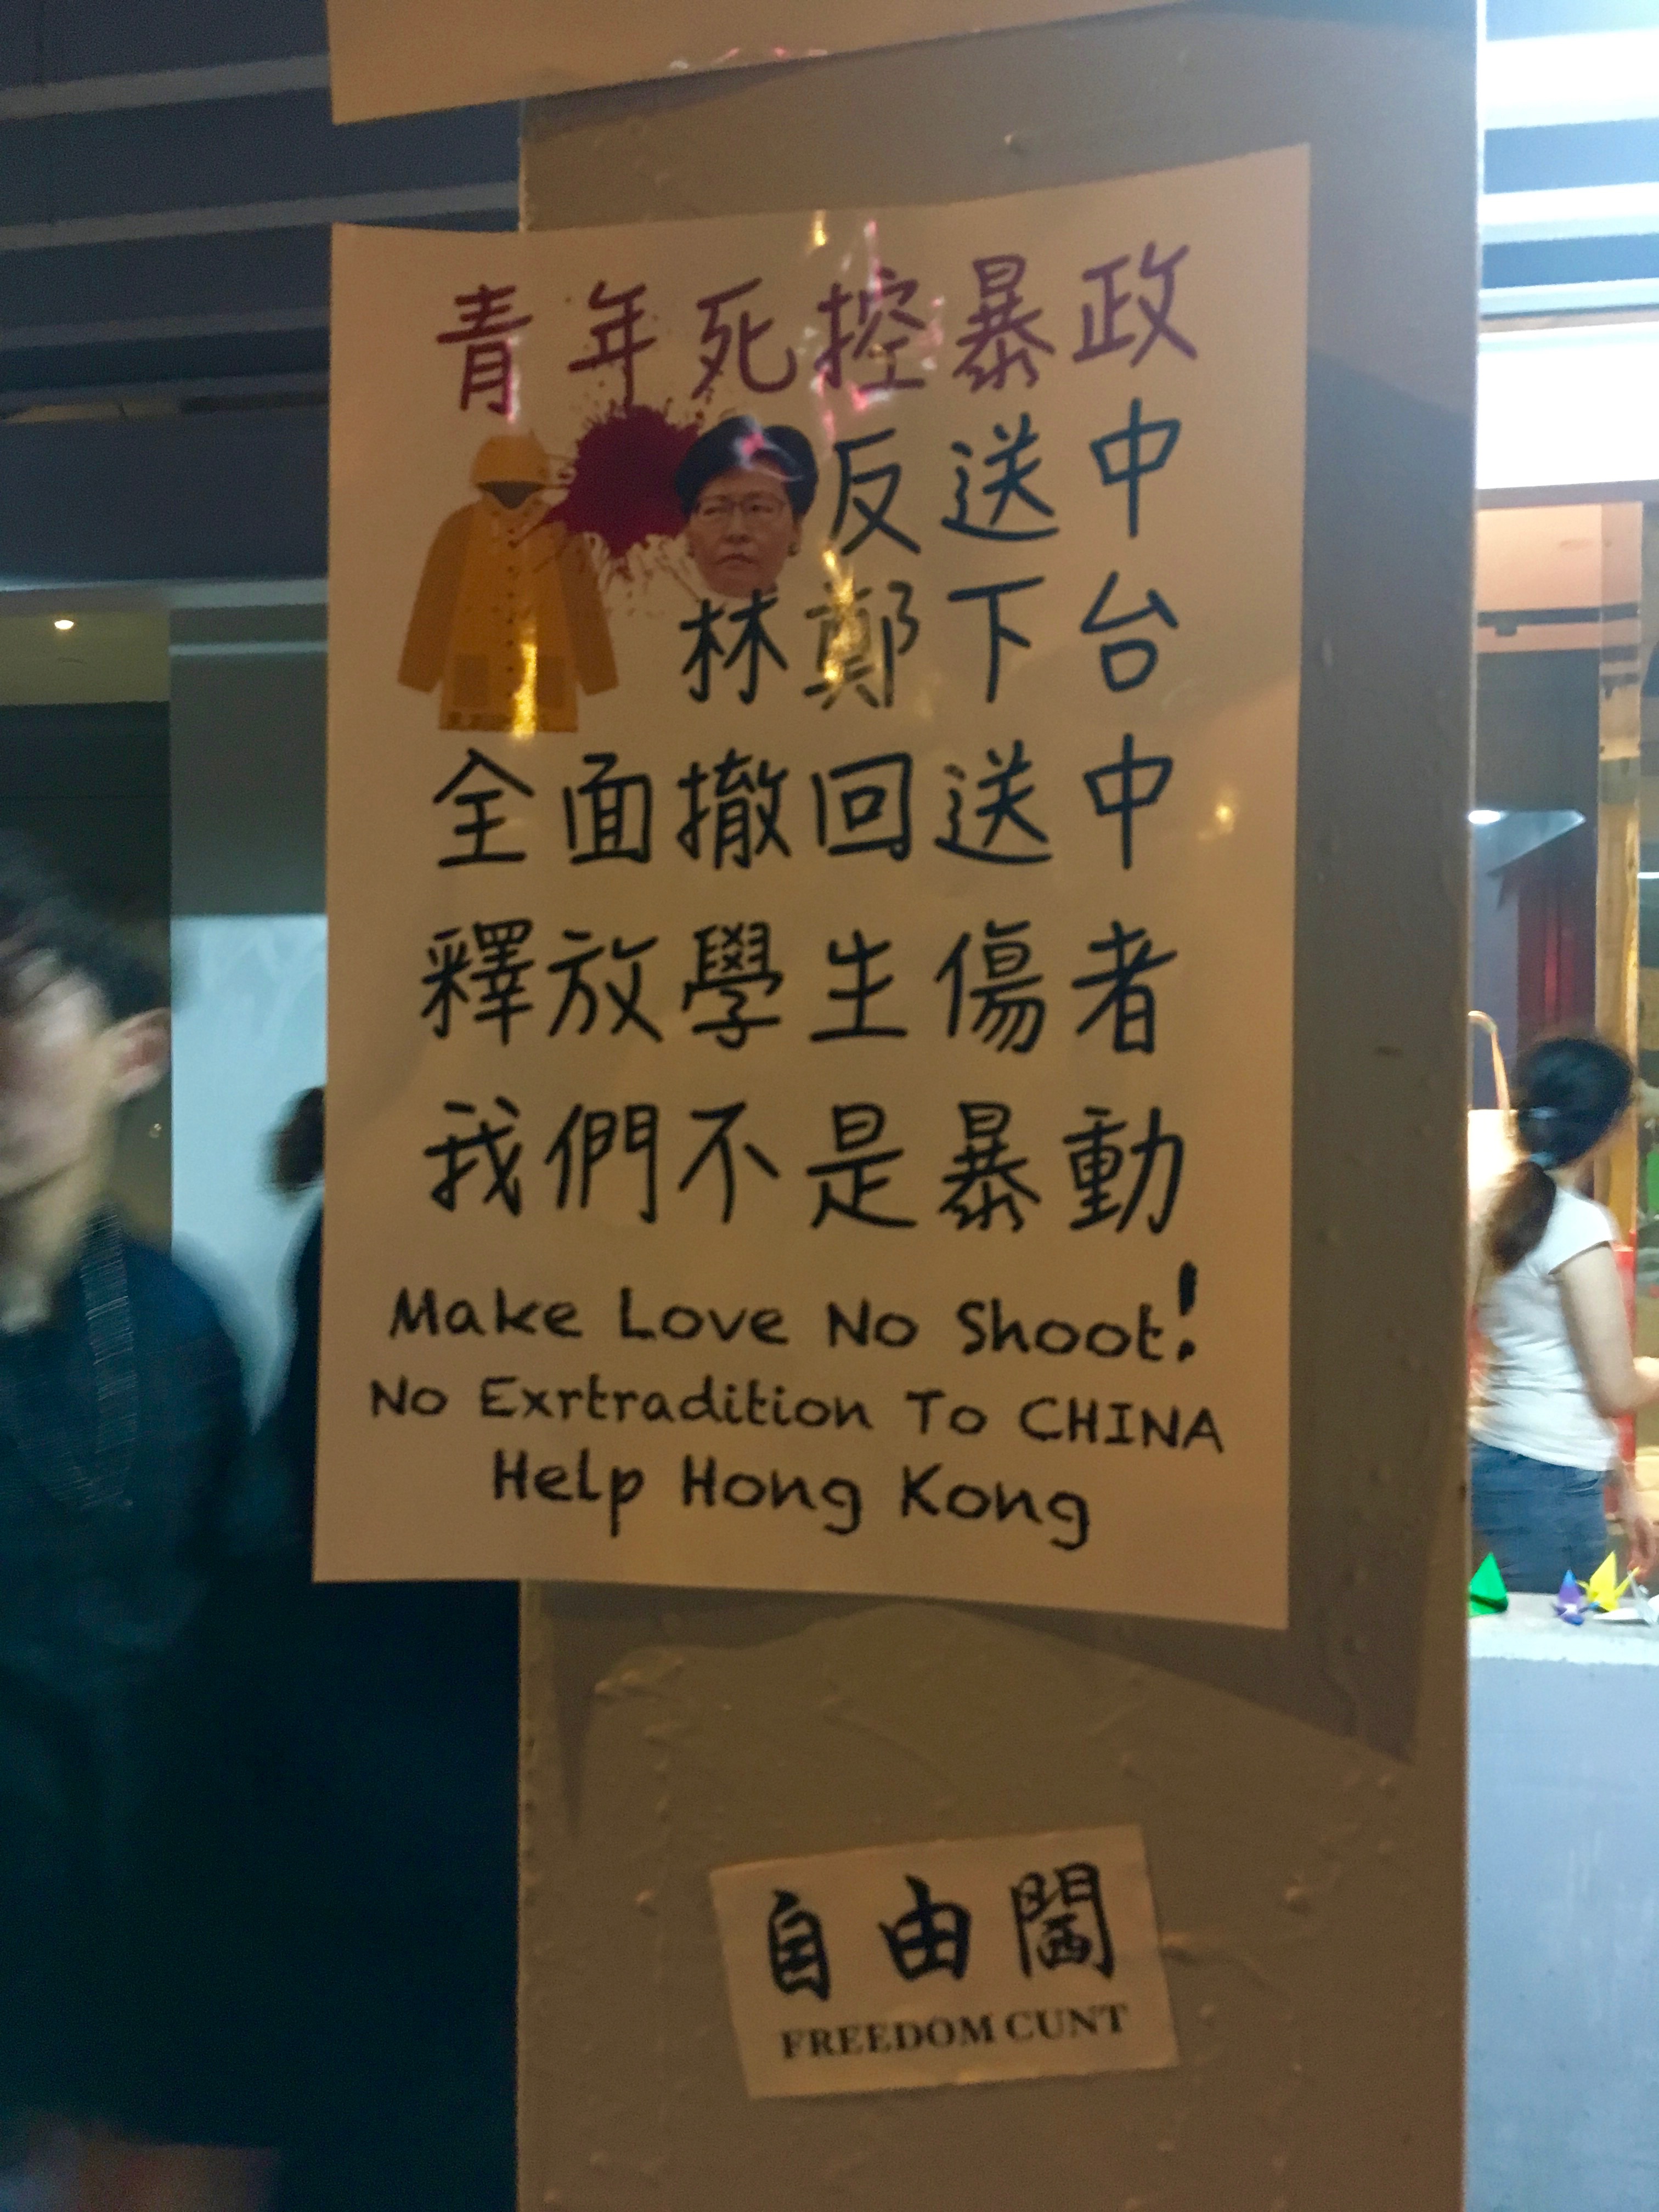 青年死控暴政
反送中
林鄭下台
全面撤回送中
釋放學生傷者
我們不是暴動
Make Love No Shoot!
No Exrtradition To CHINA
Help Hong Kong
自由閪
FREEDOM CUNT